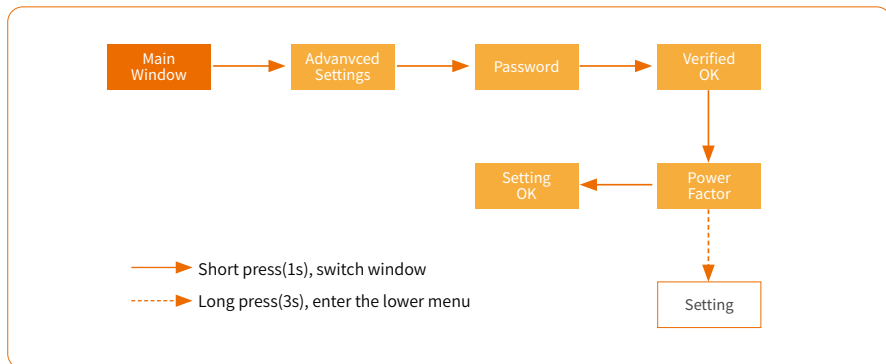 Main
Window
Advanvced
Settings
Password
Verified
OK
Setting
OK
Power
Factor
Short press(1s), switch window
Long press(3s), enter the lower menu
Setting